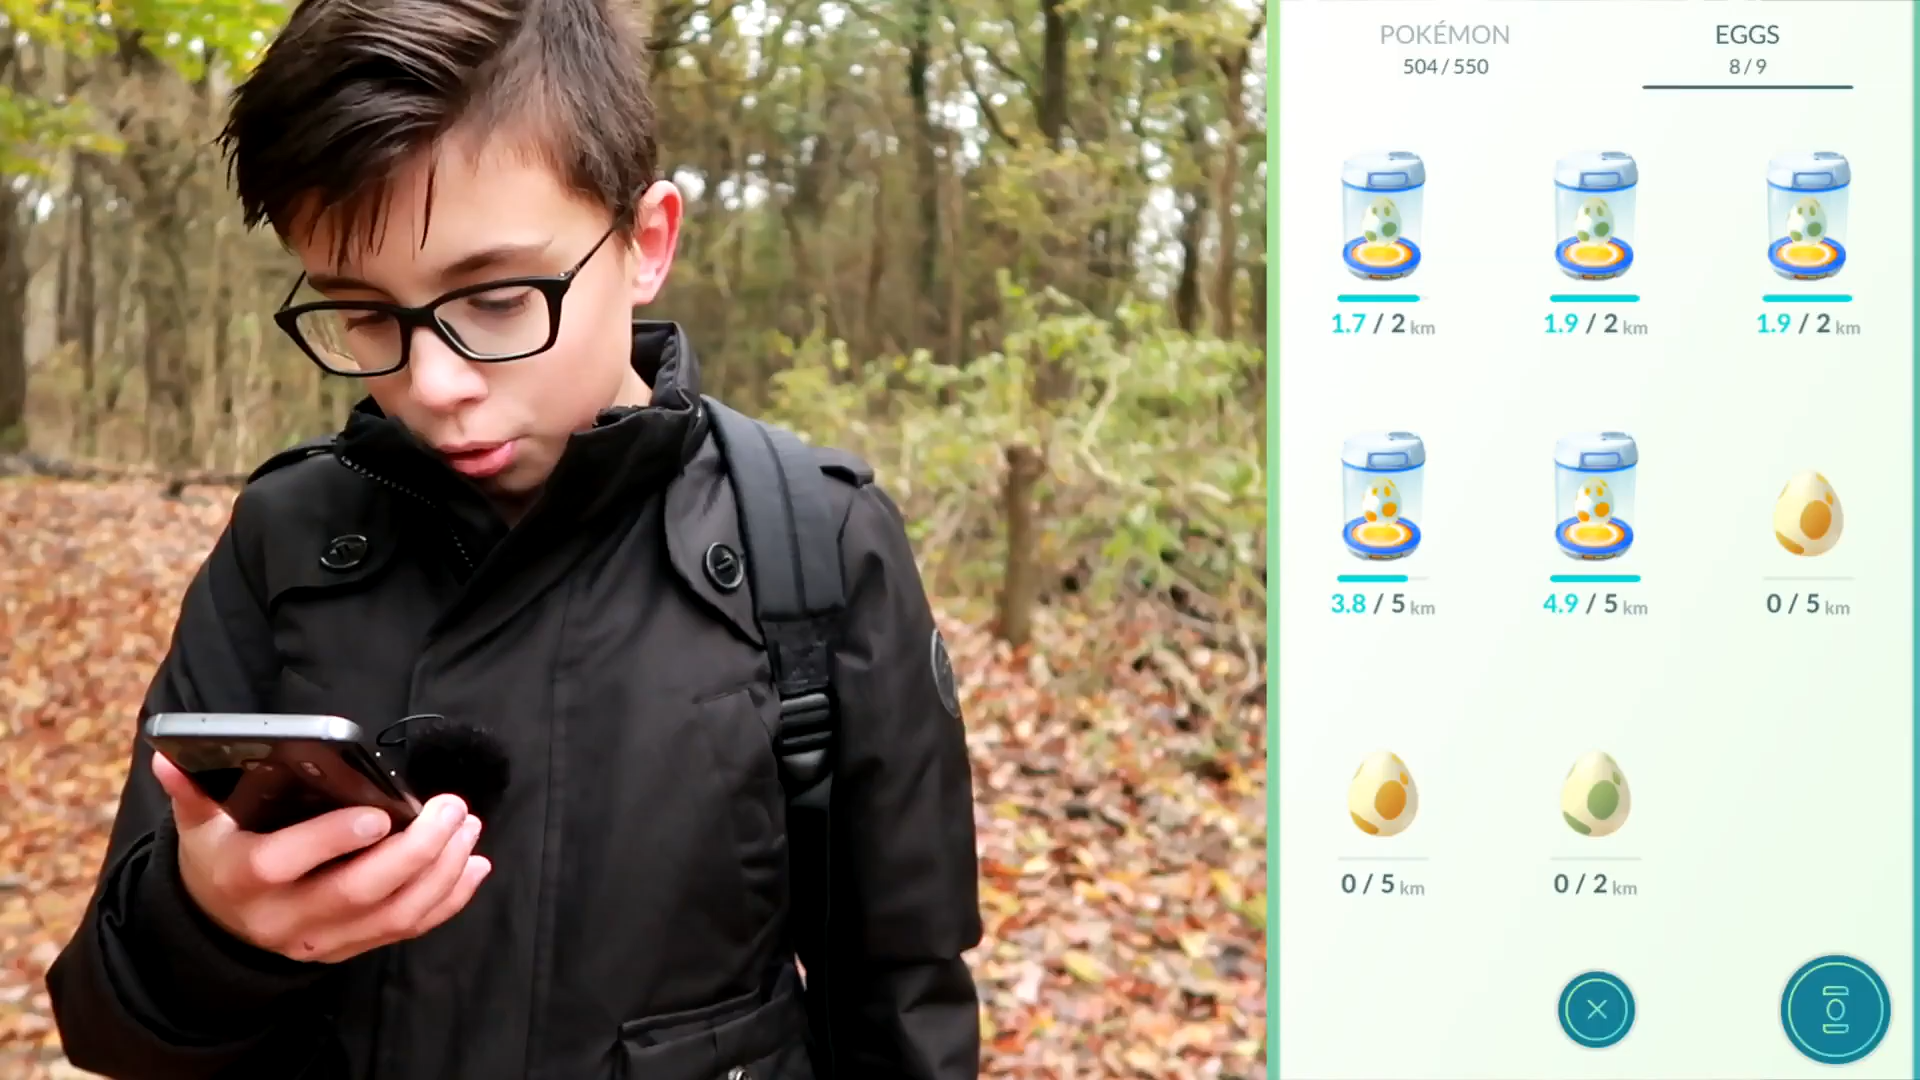 POKÉMON
504/550
EGGS
8/9
1.7 / 2 km
1.9 / 2 km
1.9 / 2 km
3.8 / 5 km
4.9 / 5 km
0 / 5 km
0 / 5 km
0 / 2 km